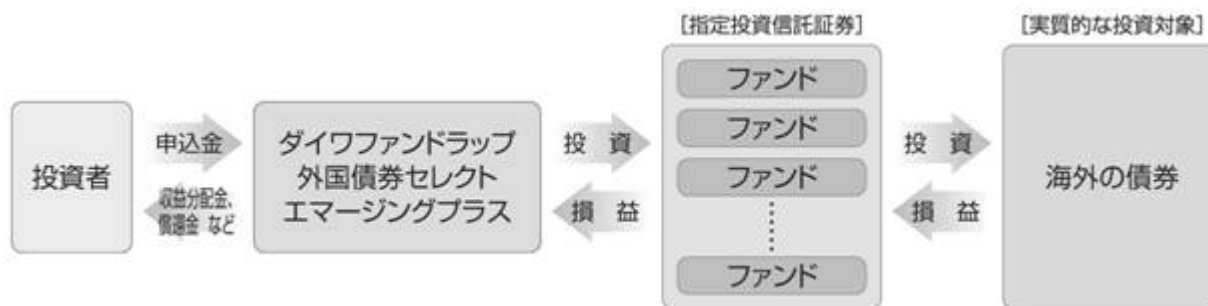 [指定投資信託証券]
[実質的な投資対象]
投資者
申込金
収益分配金、
償還金 など
ダイワファンドラップ
外国債券セレクト
エマージングプラス
投 資
損 益
ファンド
ファンド
ファンド
ファンド
投 資
損 益
海外の債券